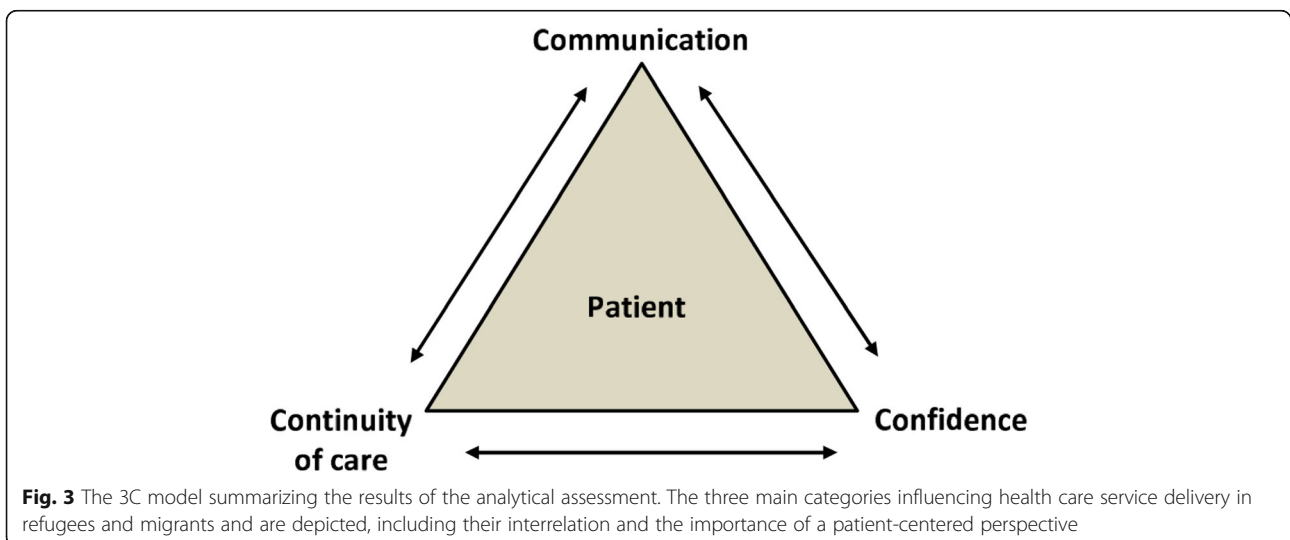 Communication
Patient
Continuity
of care
Confidence
Fig. 3 The 3C model summarizing the results of the analytical assessment. The three main categories influencing health care service delivery in
refugees and migrants and are depicted, including their interrelation and the importance of a patient-centered perspective